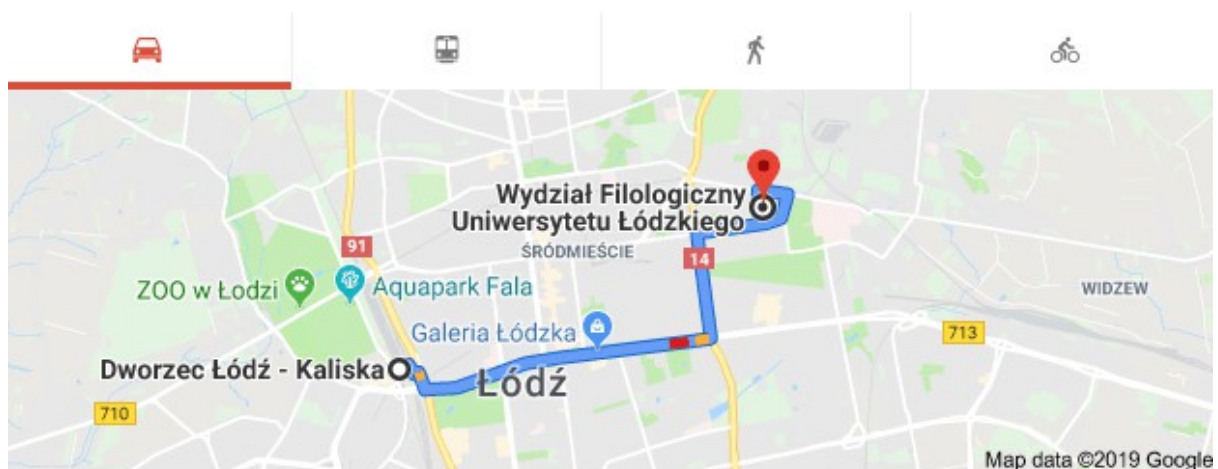 Wydział Filologiczny
Uniwersytetu Łódzkiego
ŚRÓDMIEŚCIE
91
14
ZOO w Łodzi
Aquapark Fala
WIDZEW
Galeria Łódzka
713
Dworzec Łódź - Kaliska
Łódź
710
Map data ©2019 Google